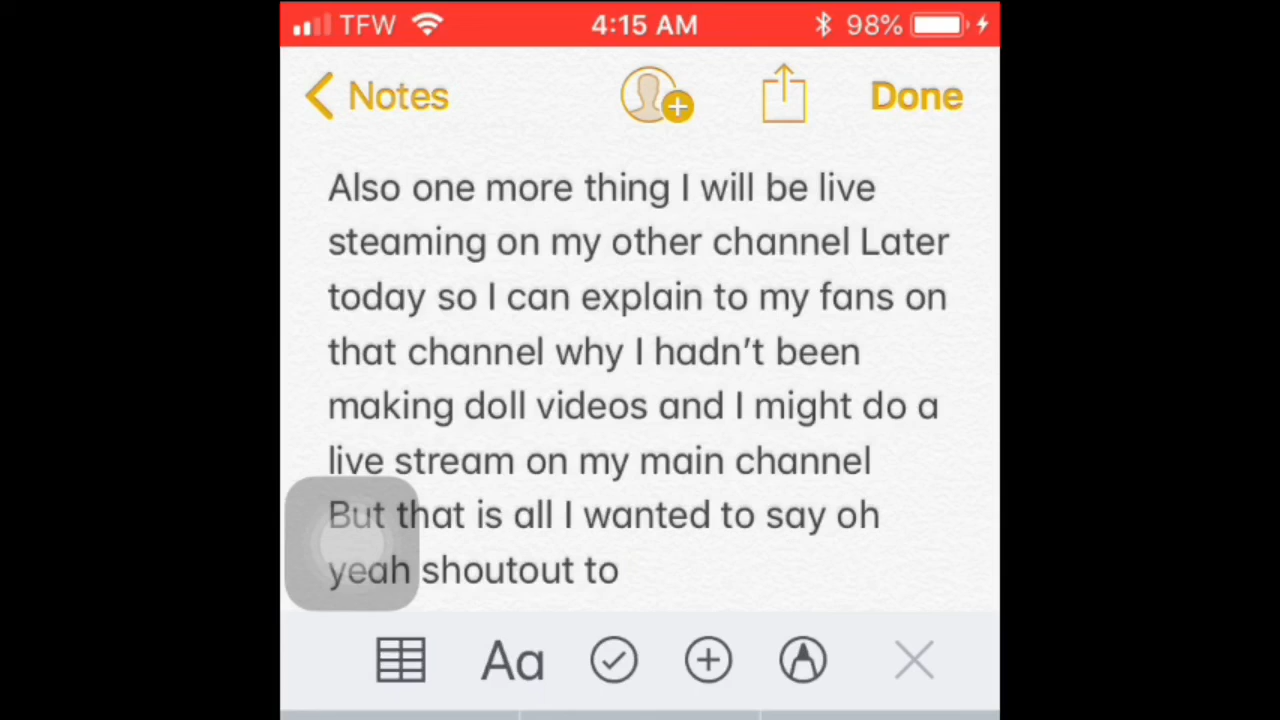 TFW 4:15 AM 98%
Notes Done
Also one more thing I will be live
steaming on my other channel Later
today so I can explain to my fans on
that channel why I hadn’t been
making doll videos and I might do a
live stream on my main channel
But that is all I wanted to say oh
yeah shoutout to
Aa